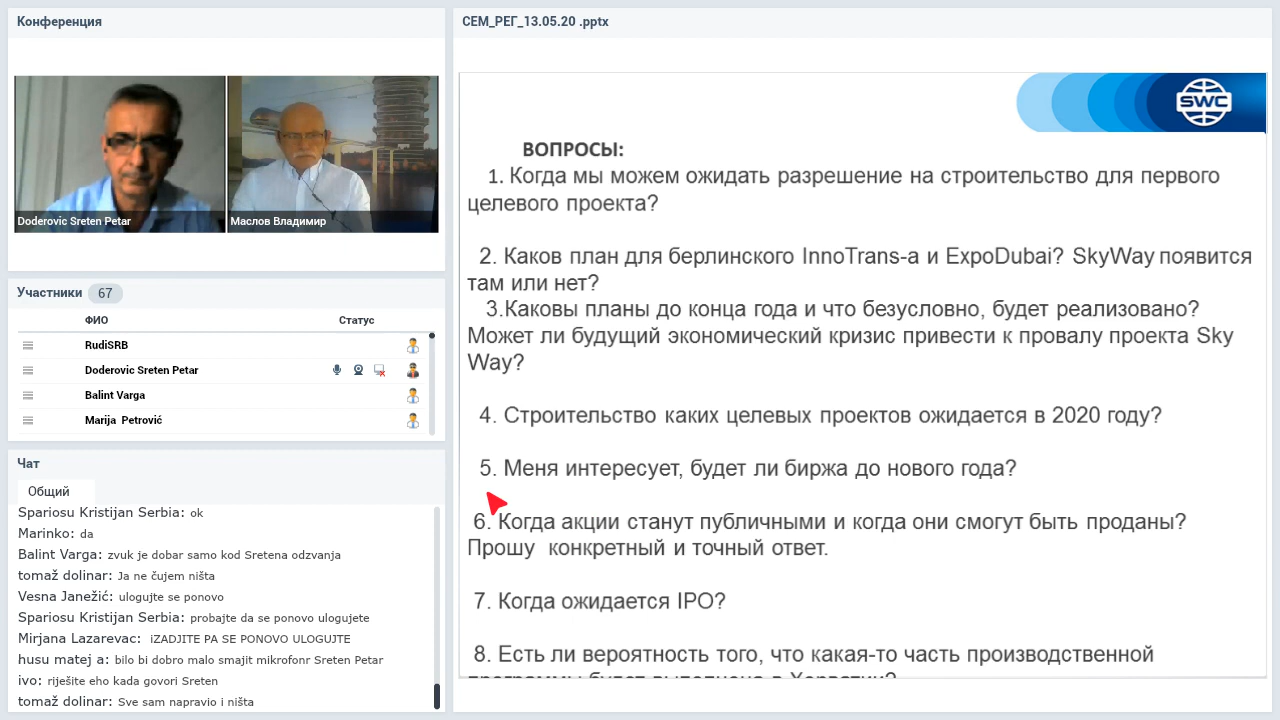 Конференция
Doderovic Sreten Petar
Маслов Владимир
Участники 67
ФИО Статус
RudiSRB
Doderovic Sreten Petar
Balint Varga
Marija Petrović
Чат
Общий
Spariosu Kristijan Serbia: ok
Marinko: da
Balint Varga: zvuk je dobar samo kod Sretena odzvanja
tomaž dolinar: Ja ne čujem ništa
Vesna Janežić: ulogujte se ponovo
Spariosu Kristijan Serbia: probajte da se ponovo ulogujete
Mirjana Lazarevac: iZADJITE PA SE PONOVO ULOGUJTE
husu matej a: bilo bi dobro malo smajit mikrofonr Sreten Petar
ivo: riješite eho kada govori Sreten
tomaž dolinar: Sve sam napravio i ništa
СЕМ_РЕГ_13.05.20 .pptx
SWC
ВОПРОСЫ:
1. Когда мы можем ожидать разрешение на строительство для первого
целевого проекта?
2. Каков план для берлинского InnoTrans-а и ExpoDubai? SkyWay появится
там или нет?
3.Каковы планы до конца года и что безусловно, будет реализовано?
Может ли будущий экономический кризис привести к провалу проекта Sky
Way?
4. Строительство каких целевых проектов ожидается в 2020 году?
5. Меня интересует, будет ли биржа до нового года?
6. Когда акции станут публичными и когда они смогут быть проданы?
Прошу конкретный и точный ответ.
7. Когда ожидается IPO?
8. Есть ли вероятность того, что какая-то часть производственной
программы будет выполнена в Хорватии?